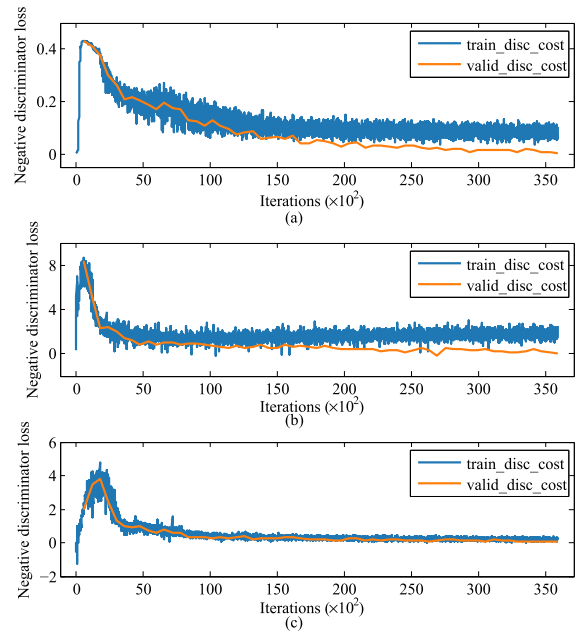 Negative discriminator loss
0.4
0.2
0
train_disc_cost
valid_disc_cost
0 50 100 150 200 250 300 350
Iterations (×10²)
(a)
Negative discriminator loss
8
4
0
train_disc_cost
valid_disc_cost
0 50 100 150 200 250 300 350
Iterations (×10²)
(b)
Negative discriminator loss
6
4
2
0
−2
train_disc_cost
valid_disc_cost
0 50 100 150 200 250 300 350
Iterations (×10²)
(c)